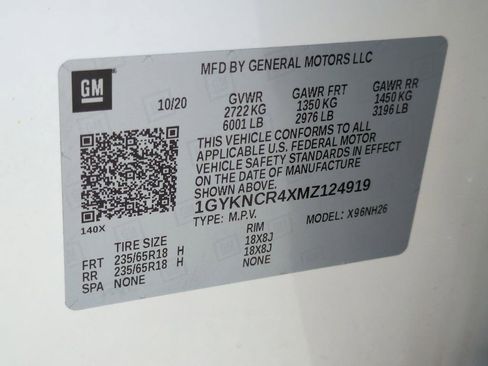 MFD BY GENERAL MOTORS LLC
GM
10/20 GVWR GAWR FRT GAWR RR
2722 KG 1350 KG 1450 KG
6001 LB 2976 LB 3196 LB
THIS VEHICLE CONFORMS TO ALL
APPLICABLE U.S. FEDERAL MOTOR
VEHICLE SAFETY STANDARDS IN EFFECT
ON THE DATE OF MANUFACTURE
SHOWN ABOVE.
1GYKNCR4XMZ124919
140X TYPE: M.P.V. MODEL: X96NH26
TIRE SIZE RIM
FRT 235/65R18 H 18X8J
RR 235/65R18 H 18X8J
SPA NONE NONE